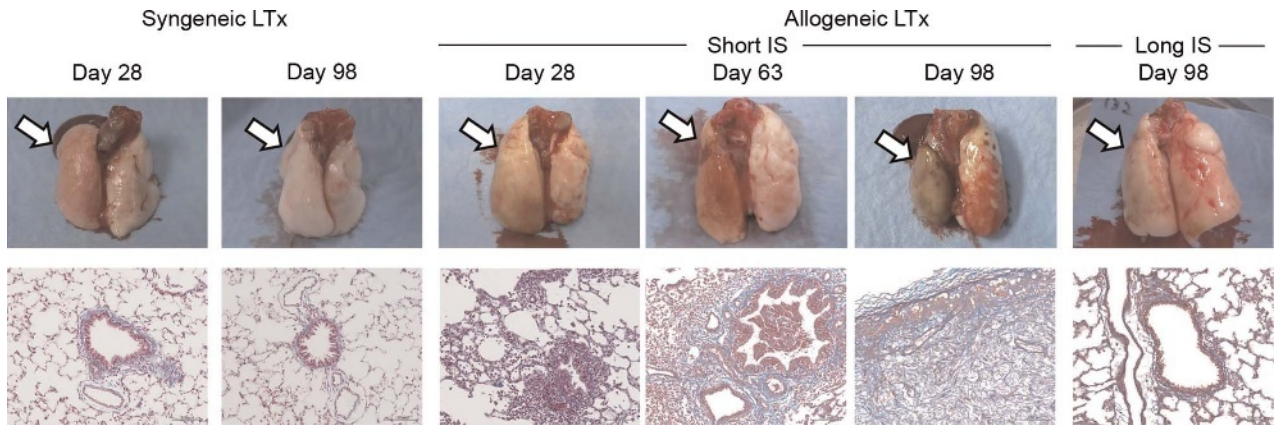 Syngeneic LTx
Allogeneic LTx
Short IS
Long IS
Day 28
Day 98
Day 28
Day 63
Day 98
Day 98